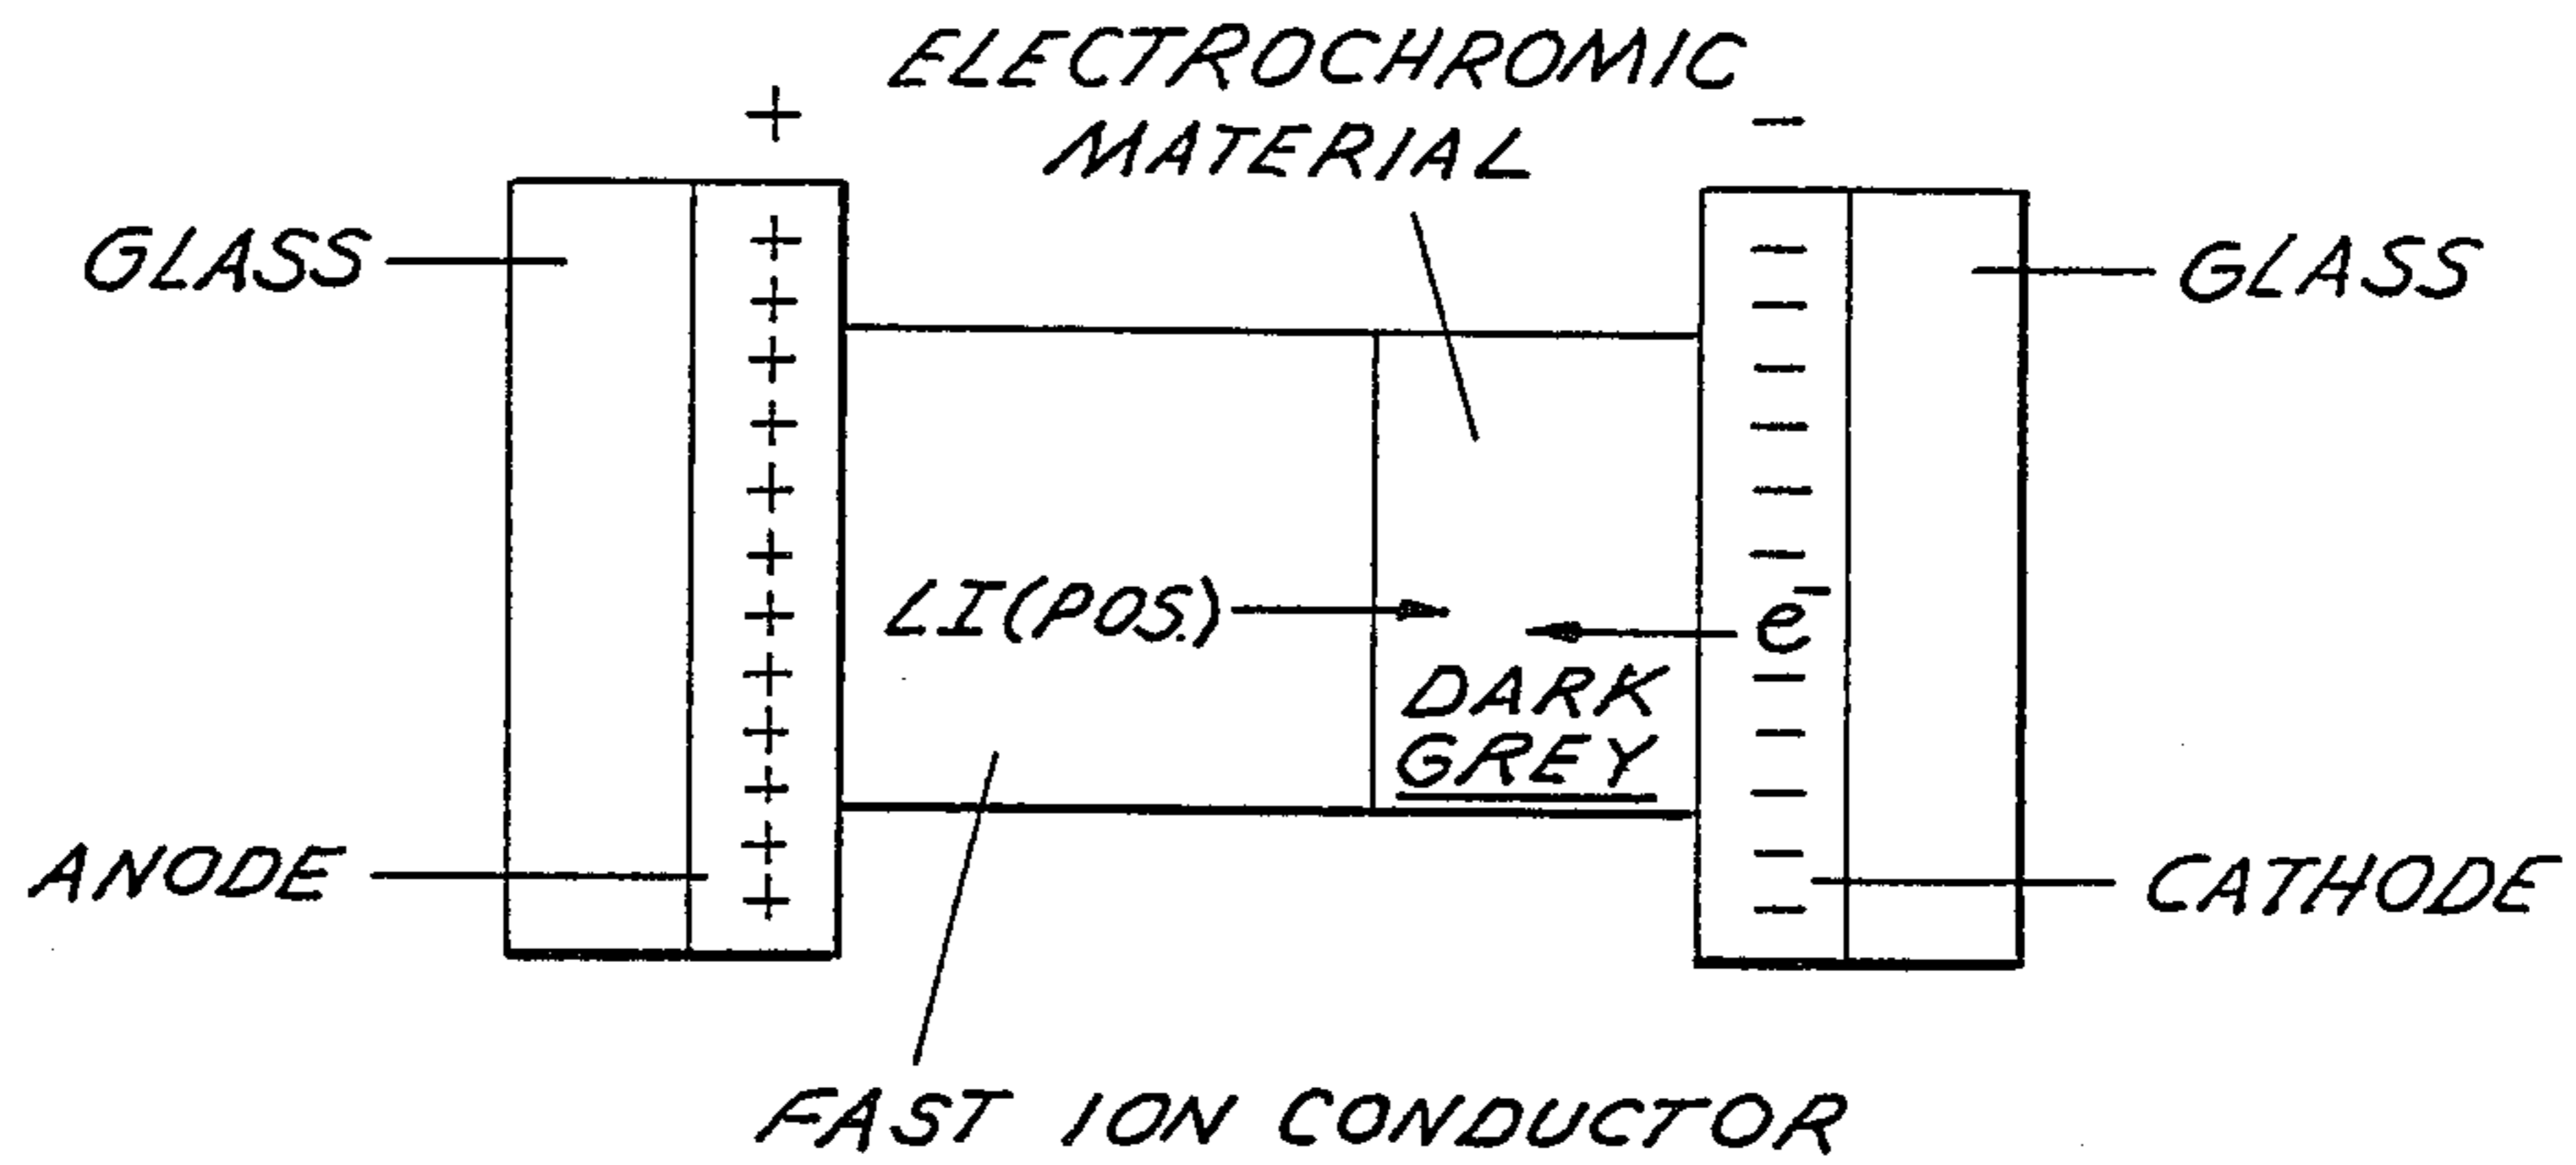 ELECTROCHROMIC
MATERIAL
+
-
GLASS
GLASS
+
+
+
+
+
+
+
+
+
+
+
+
-
-
-
-
-
-
LI(POS.)
e-
DARK
GREY
-
-
-
-
-
ANODE
CATHODE
FAST ION CONDUCTOR